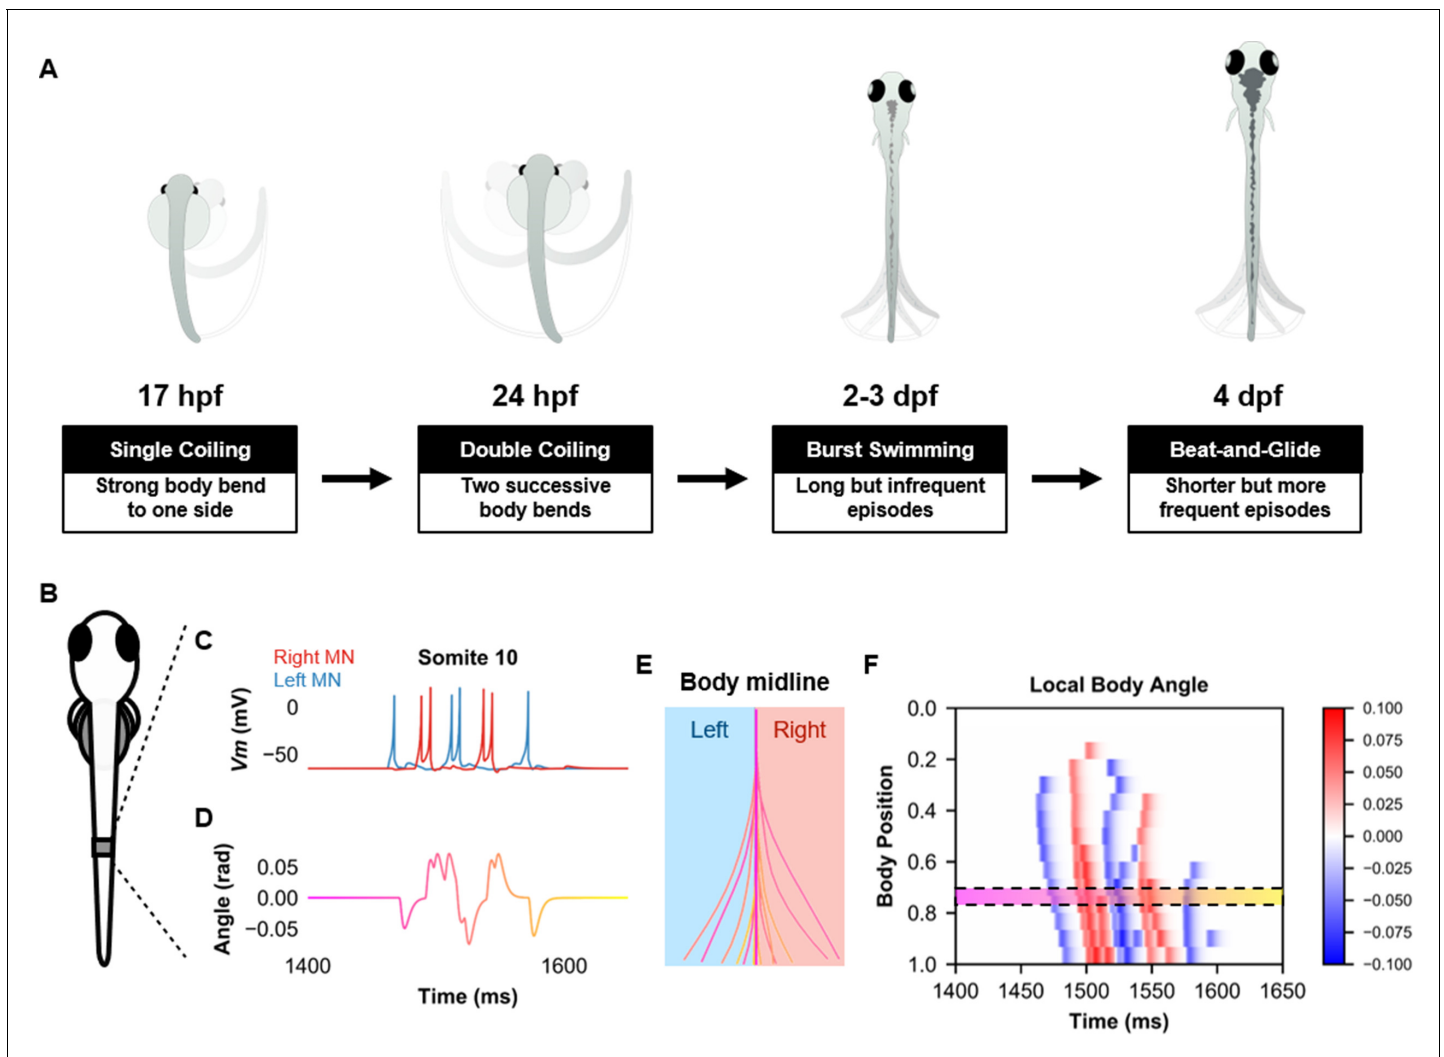 A
17 hpf
24 hpf
2-3 dpf
4 dpf
Single Coiling
Strong body bend
to one side
Double Coiling
Two successive
body bends
Burst Swimming
Long but infrequent
episodes
Beat-and-Glide
Shorter but more
frequent episodes
B
C
Right MN
Left MN
Somite 10
Vm (mV)
0
−50
D
Angle (rad)
0.05
0.00
−0.05
1400
1600
Time (ms)
E
Body midline
Left
Right
F
Local Body Angle
Body Position
0.0
0.2
0.4
0.6
0.8
1.0
1400
1450
1500
1550
1600
1650
Time (ms)
0.100
0.075
0.050
0.025
0.000
−0.025
−0.050
−0.075
−0.100